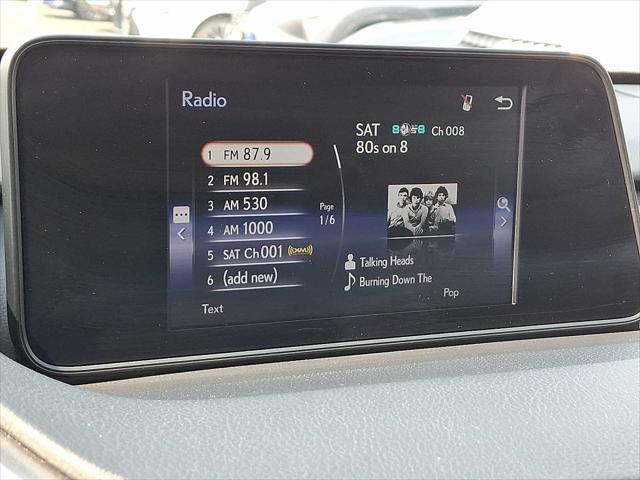 Radio
1 FM 87.9
2 FM 98.1
3 AM 530
4 AM 1000
5 SAT Ch 001 ((XM))
6 (add new)
Page
1/6
Text
SAT Ch 008
80s on 8
Talking Heads
Burning Down The
Pop